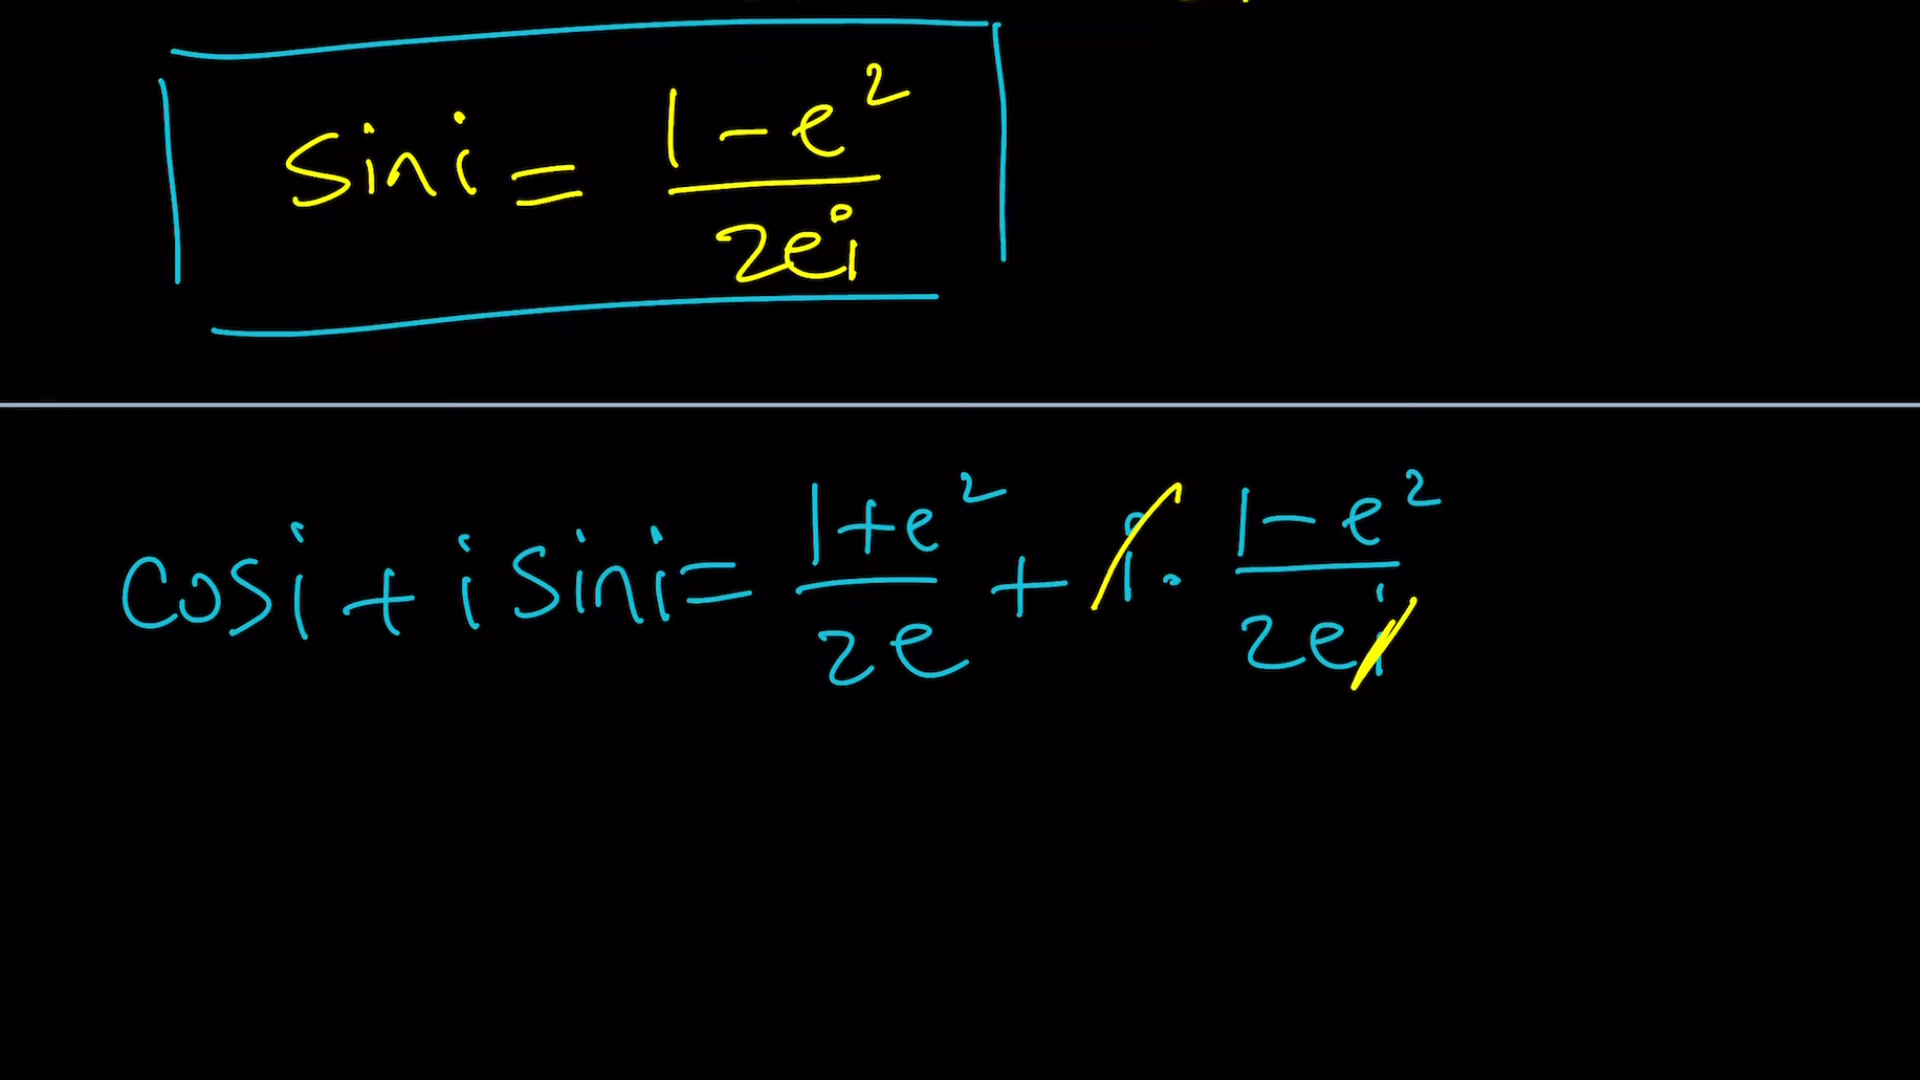 Sin i = (1 - e²)/(2ei)
Cos i + i Sin i = (1 + e²)/(2e) + i · (1 - e²)/(2ei)